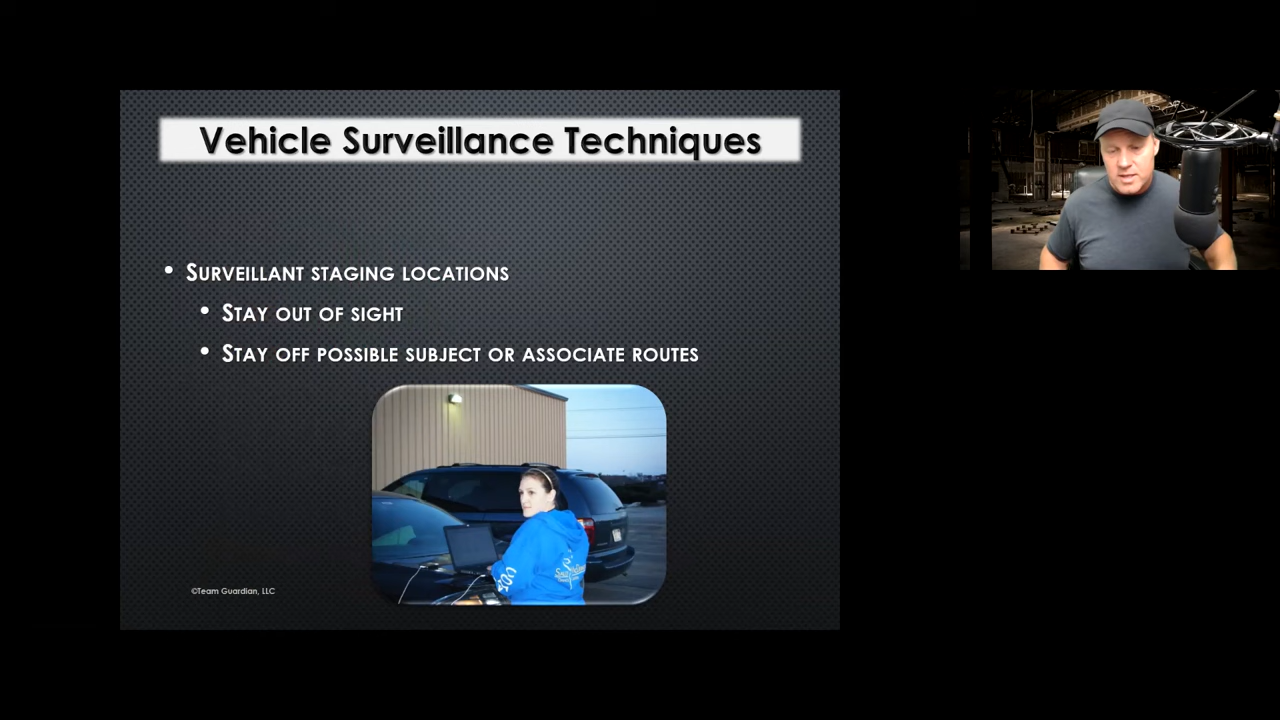 Vehicle Surveillance Techniques
• Surveillant staging locations
• Stay out of sight
• Stay off possible subject or associate routes
©Team Guardian, LLC